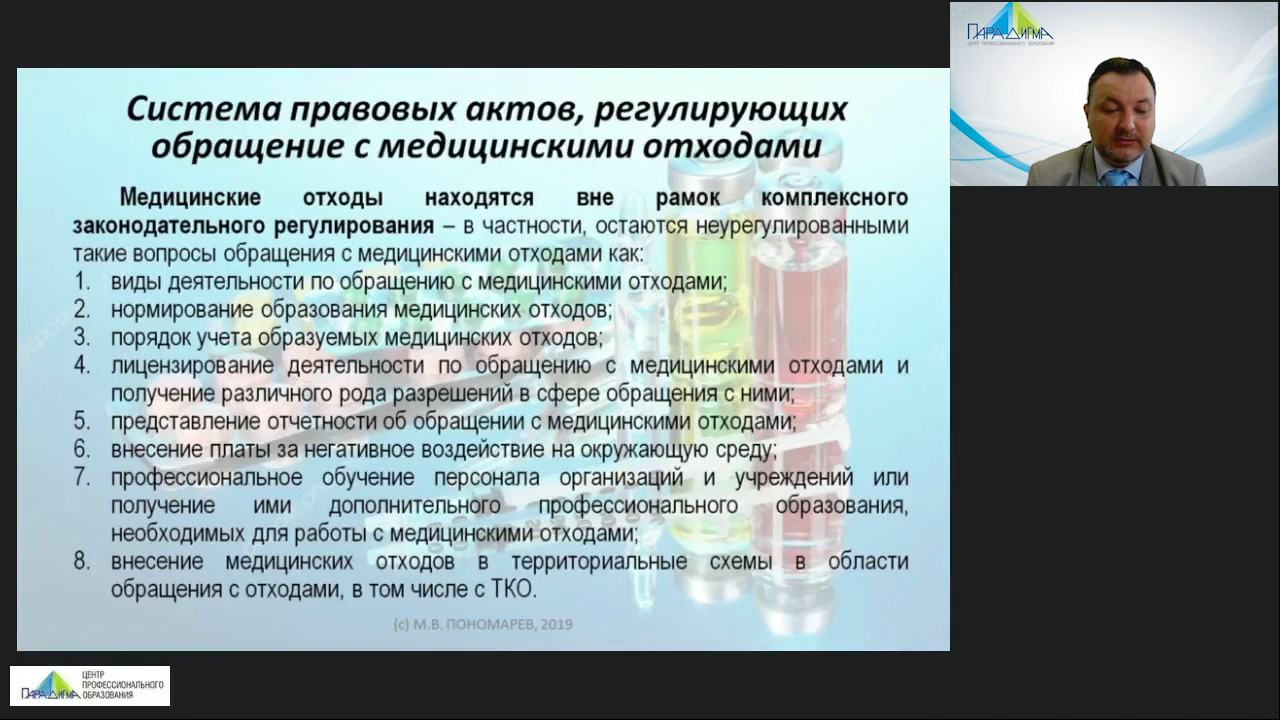 ПАРАДИГМА
ЦЕНТР ПРОФЕССИОНАЛЬНОГО ОБРАЗОВАНИЯ
Система правовых актов, регулирующих
обращение с медицинскими отходами
Медицинские отходы находятся вне рамок комплексного
законодательного регулирования – в частности, остаются неурегулированными
такие вопросы обращения с медицинскими отходами как:
1. виды деятельности по обращению с медицинскими отходами;
2. нормирование образования медицинских отходов;
3. порядок учета образуемых медицинских отходов;
4. лицензирование деятельности по обращению с медицинскими отходами и
получение различного рода разрешений в сфере обращения с ними;
5. представление отчетности об обращении с медицинскими отходами;
6. внесение платы за негативное воздействие на окружающую среду;
7. профессиональное обучение персонала организаций и учреждений или
получение ими дополнительного профессионального образования,
необходимых для работы с медицинскими отходами;
8. внесение медицинских отходов в территориальные схемы в области
обращения с отходами, в том числе с ТКО.
(с) М.В. ПОНОМАРЕВ, 2019
ПАРАДИГМА
ЦЕНТР
ПРОФЕССИОНАЛЬНОГО
ОБРАЗОВАНИЯ